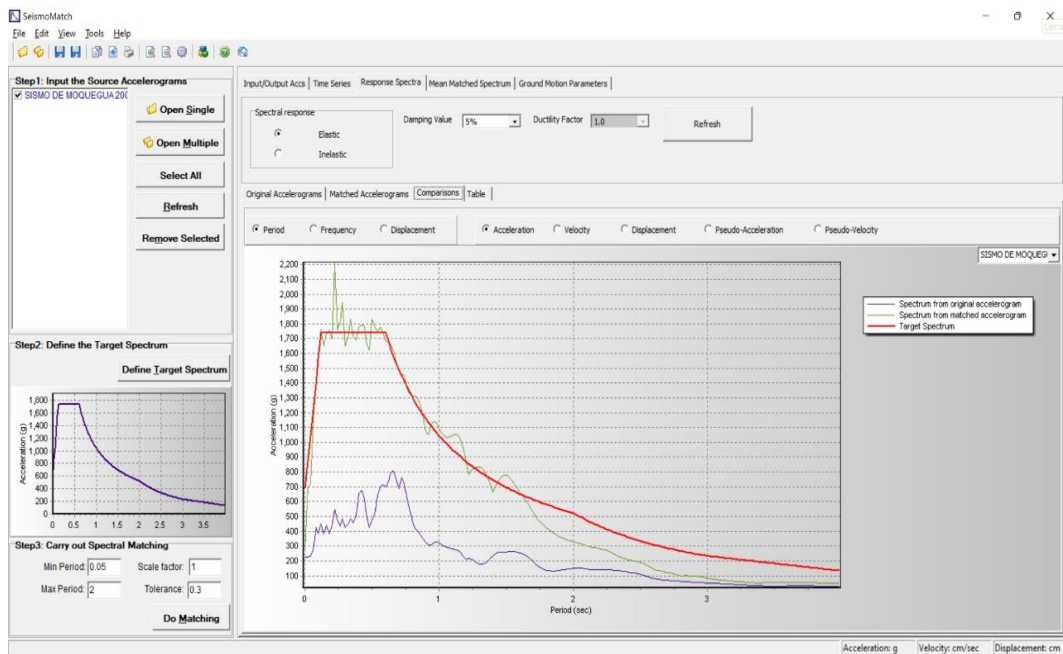 SeismoMatch
Cerra
File Edit View Tools Help
Step1: Input the Source Accelerograms
SISMO DE MOQUEGUA 200
Open Single
Open Multiple
Select All
Refresh
Remove Selected
Step2: Define the Target Spectrum
Define Target Spectrum
1,800
1,600
1,400
1,200
1,000
800
600
400
200
0
Acceleration (g)
0 0.5 1 1.5 2 2.5 3 3.5
Step3: Carry out Spectral Matching
Min Period: 0.05 Scale factor: 1
Max Period: 2 Tolerance: 0.3
Do Matching
Input/Output Accs Time Series Response Spectra Mean Matched Spectrum Ground Motion Parameters
Spectral response
Elastic
Inelastic
Damping Value 5% Ductility Factor 1.0 Refresh
Original Accelerograms Matched Accelerograms Comparisons Table
Period Frequency Displacement Acceleration Velocity Displacement Pseudo-Acceleration Pseudo-Velocity
SISMO DE MOQUEG
2,200
2,100
2,000
1,900
1,800
1,700
1,600
1,500
1,400
1,300
1,200
1,100
1,000
900
800
700
600
500
400
300
200
100
Acceleration (g)
0 1 2 3
Period (sec)
Spectrum from original accelerogram
Spectrum from matched accelerogram
Target Spectrum
Acceleration: g Velocity: cm/sec Displacement: cm